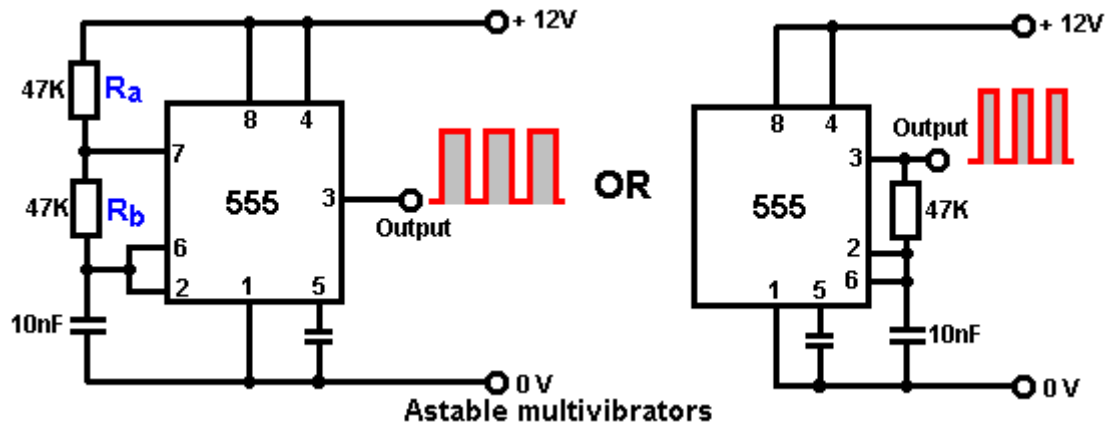 + 12V
47K
Ra
8
4
7
47K
Rb
555
3
Output
6
2
1
5
10nF
0 V
OR
+ 12V
8
4
Output
3
555
47K
2
6
1
5
10nF
0 V
Astable multivibrators